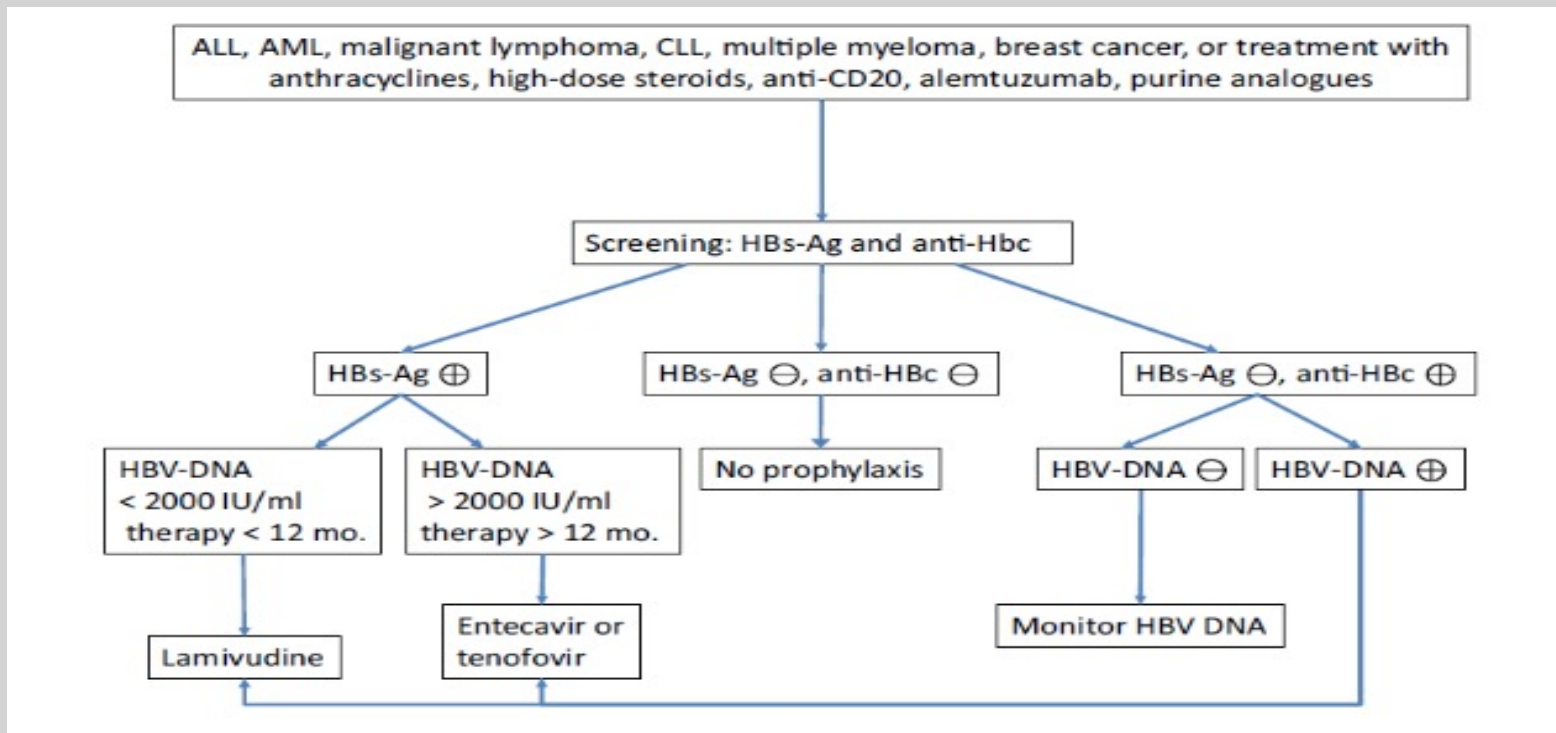 ALL, AML, malignant lymphoma, CLL, multiple myeloma, breast cancer, or treatment with
anthracyclines, high-dose steroids, anti-CD20, alemtuzumab, purine analogues
Screening: HBs-Ag and anti-Hbc
HBs-Ag ⊕
HBs-Ag ⊖, anti-HBc ⊖
HBs-Ag ⊖, anti-HBc ⊕
HBV-DNA
< 2000 IU/ml
therapy < 12 mo.
HBV-DNA
> 2000 IU/ml
therapy > 12 mo.
No prophylaxis
HBV-DNA ⊖
HBV-DNA ⊕
Lamivudine
Entecavir or
tenofovir
Monitor HBV DNA